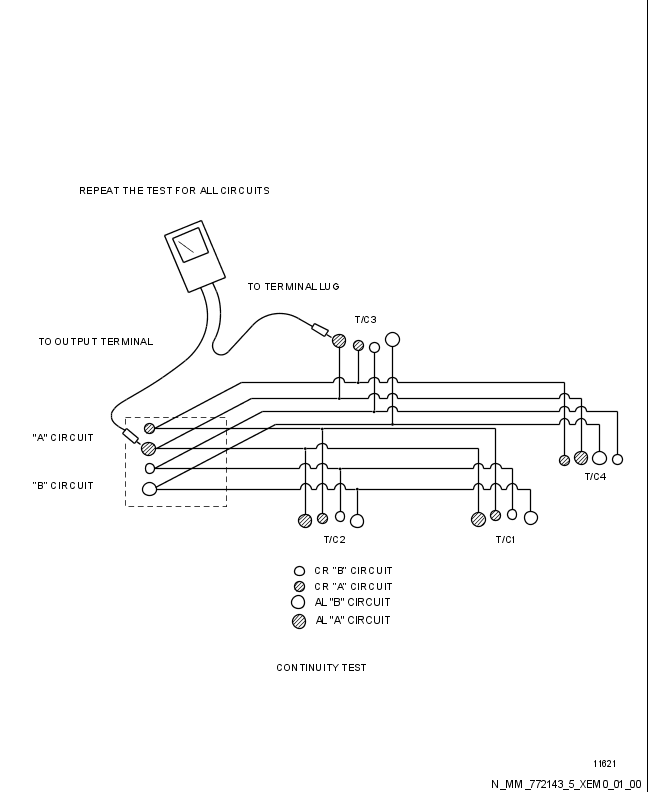 REPEAT THE TEST FOR ALL CIRCUITS
TO TERMINAL LUG
T/C3
TO OUTPUT TERMINAL
"A" CIRCUIT
"B" CIRCUIT
T/C4
T/C2
T/C1
CR "B" CIRCUIT
CR "A" CIRCUIT
AL "B" CIRCUIT
AL "A" CIRCUIT
CONTINUITY TEST
11621
N_MM_772143_5_XEM0_01_00